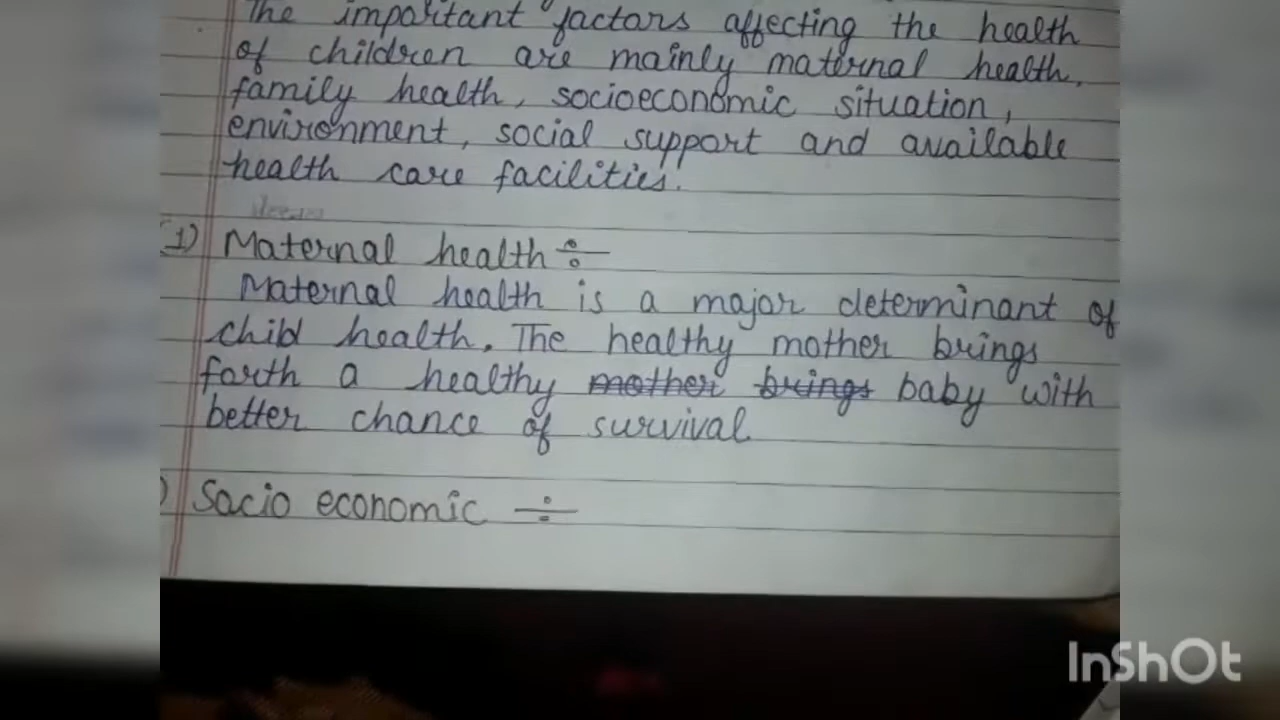 The important factors affecting the health
of children are mainly maternal health,
family health, socioeconomic situation,
environment, social support and available
health care facilities.
(1) Maternal health ÷
Maternal health is a major determinant of
child health. The healthy mother brings
forth a healthy mother brings baby with
better chance of survival
) Socio economic ÷
InShOt